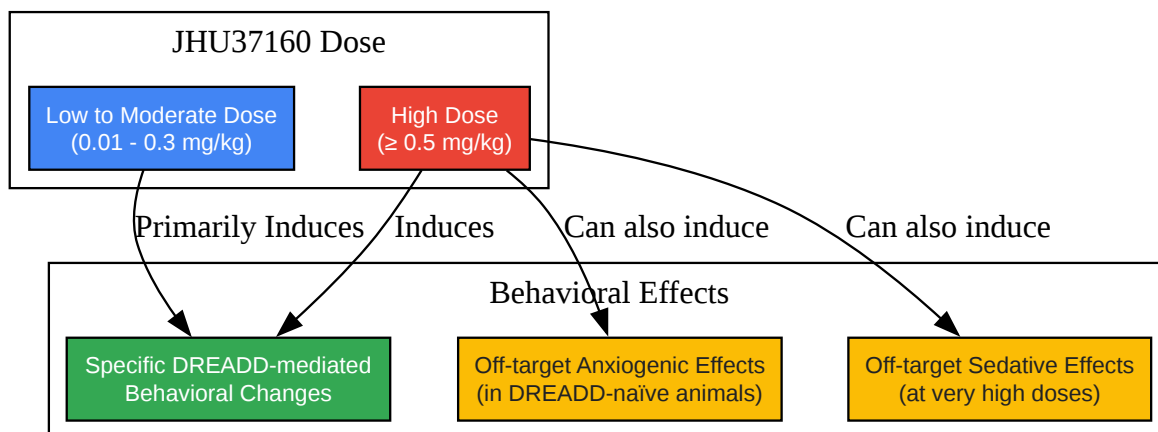 JHU37160 Dose
Low to Moderate Dose
(0.01 - 0.3 mg/kg)
High Dose
(≥ 0.5 mg/kg)
Primarily Induces
Induces
Can also induce
Can also induce
Behavioral Effects
Specific DREADD-mediated
Behavioral Changes
Off-target Anxiogenic Effects
(in DREADD-naïve animals)
Off-target Sedative Effects
(at very high doses)